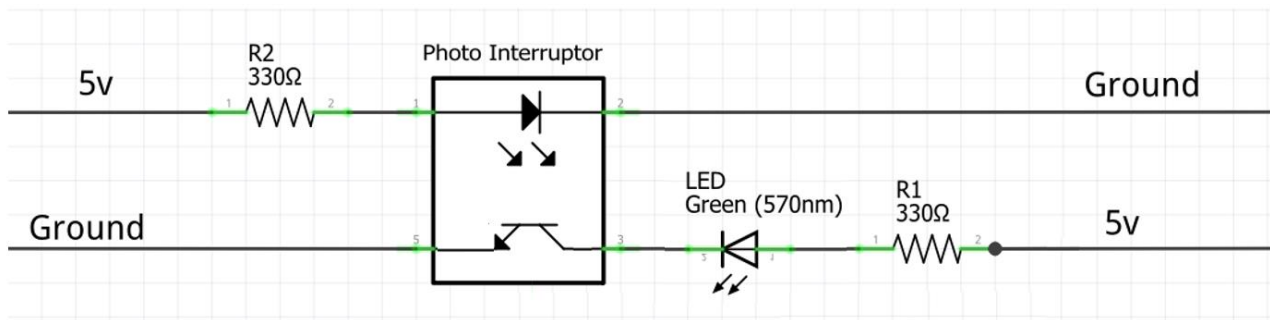 Photo Interruptor
R2
330Ω
5v
Ground
1
2
1
2
LED
Green (570nm)
R1
330Ω
5v
Ground
5
3
1
2